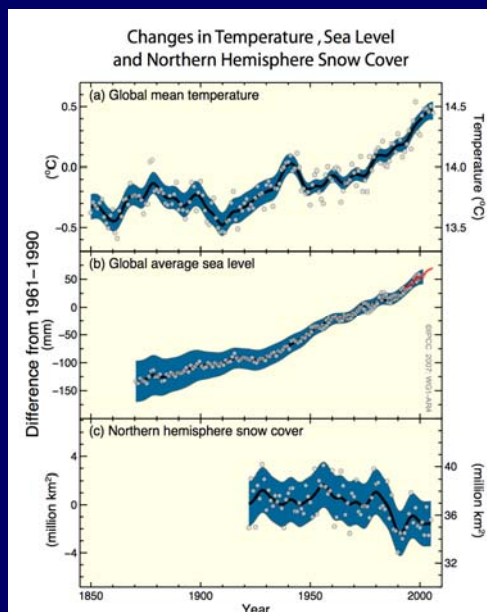 Changes in Temperature , Sea Level
and Northern Hemisphere Snow Cover
(a) Global mean temperature
0.5
0.0
−0.5
(°C)
14.5
14.0
13.5
Temperature (°C)
(b) Global average sea level
50
0
−50
−100
−150
(mm)
Difference from 1961–1990
©IPCC 2007: WG1-AR4
(c) Northern hemisphere snow cover
4
0
−4
(million km²)
40
36
32
(million km²)
1850
1900
1950
2000
Year